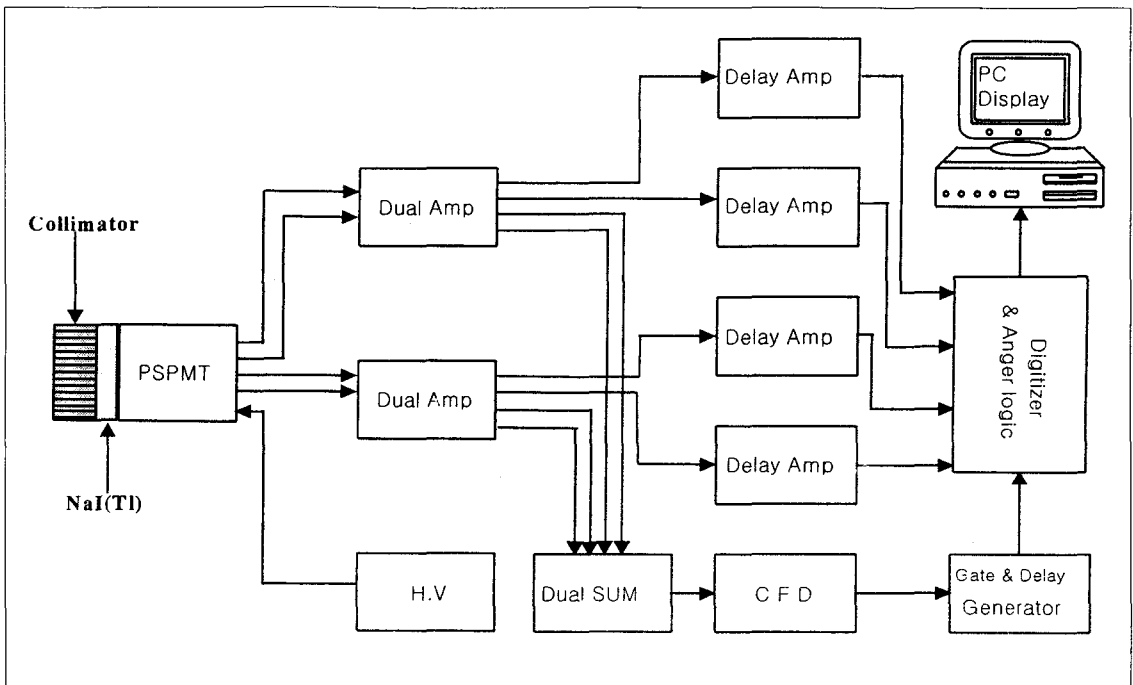 Delay Amp
PC
Display
Dual Amp
Delay Amp
Collimator
PSPMT
Delay Amp
Digitizer
& Anger logic
Dual Amp
Delay Amp
NaI(Tl)
H.V
Dual SUM
C F D
Gate & Delay
Generator